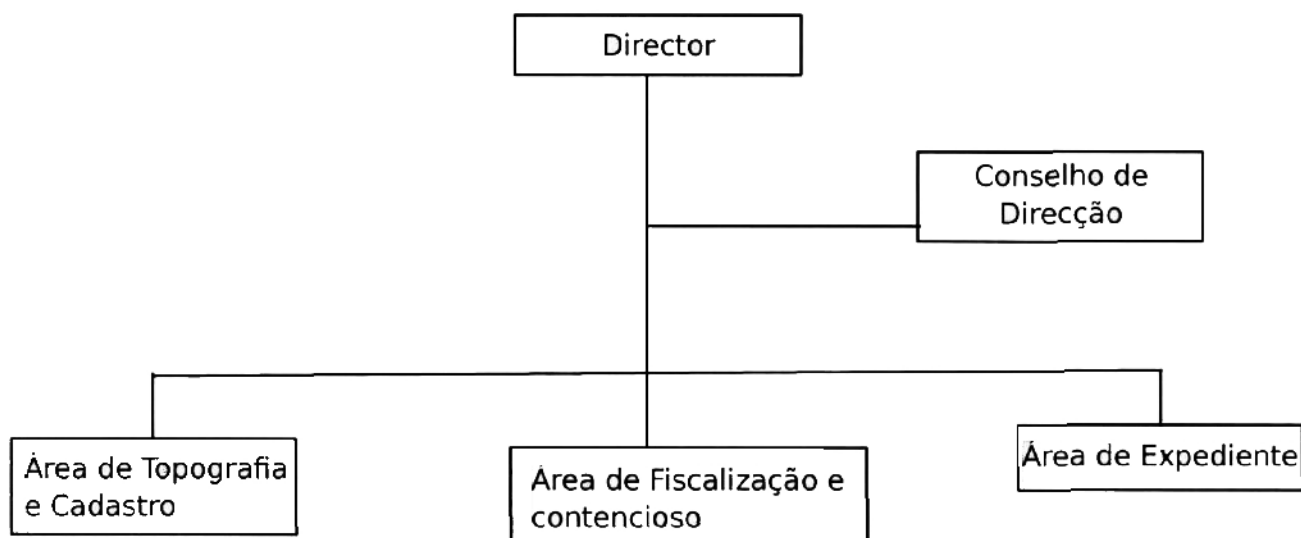 Director
Conselho de
Direcção
Área de Topografia
e Cadastro
Área de Fiscalização e
contencioso
Área de Expediente